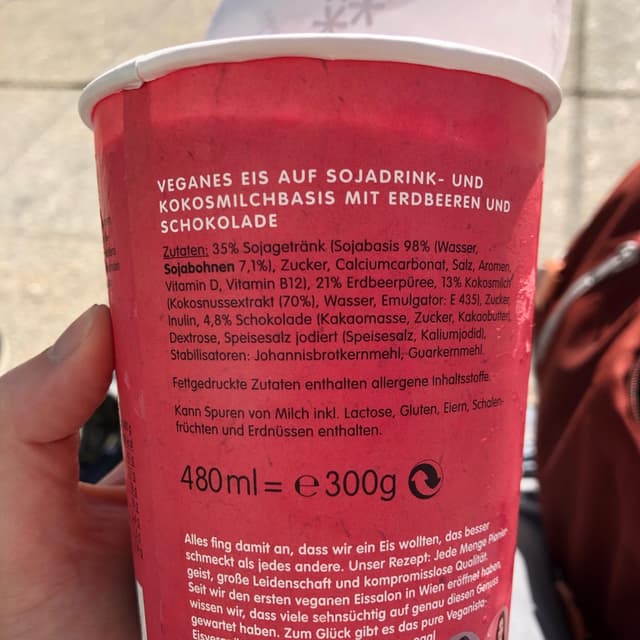 VEGANES EIS AUF SOJADRINK- UND
KOKOSMILCHBASIS MIT ERDBEEREN UND
SCHOKOLADE
Zutaten: 35% Sojagetränk (Sojabasis 98% (Wasser,
Sojabohnen 7,1%), Zucker, Calciumcarbonat, Salz, Aromen,
Vitamin D, Vitamin B12), 21% Erdbeerpüree, 13% Kokosmilch
(Kokosnussextrakt (70%), Wasser, Emulgator: E 435), Zucker,
Inulin, 4,8% Schokolade (Kakaomasse, Zucker, Kakaobutter),
Dextrose, Speisesalz jodiert (Speisesalz, Kaliumjodid),
Stabilisatoren: Johannisbrotkernmehl, Guarkernmehl.
Fettgedruckte Zutaten enthalten allergene Inhaltsstoffe.
Kann Spuren von Milch inkl. Lactose, Gluten, Eiern, Schalen-
früchten und Erdnüssen enthalten.
480ml = ℮ 300g
Alles fing damit an, dass wir ein Eis wollten, das besser
schmeckt als jedes andere. Unser Rezept: Jede Menge Pionier-
geist, große Leidenschaft und kompromisslose Qualität.
Seit wir den ersten veganen Eissalon in Wien eröffnet haben,
wissen wir, dass viele sehnsüchtig auf genau diesen Genuss
gewartet haben. Zum Glück gibt es das pure Veganista-